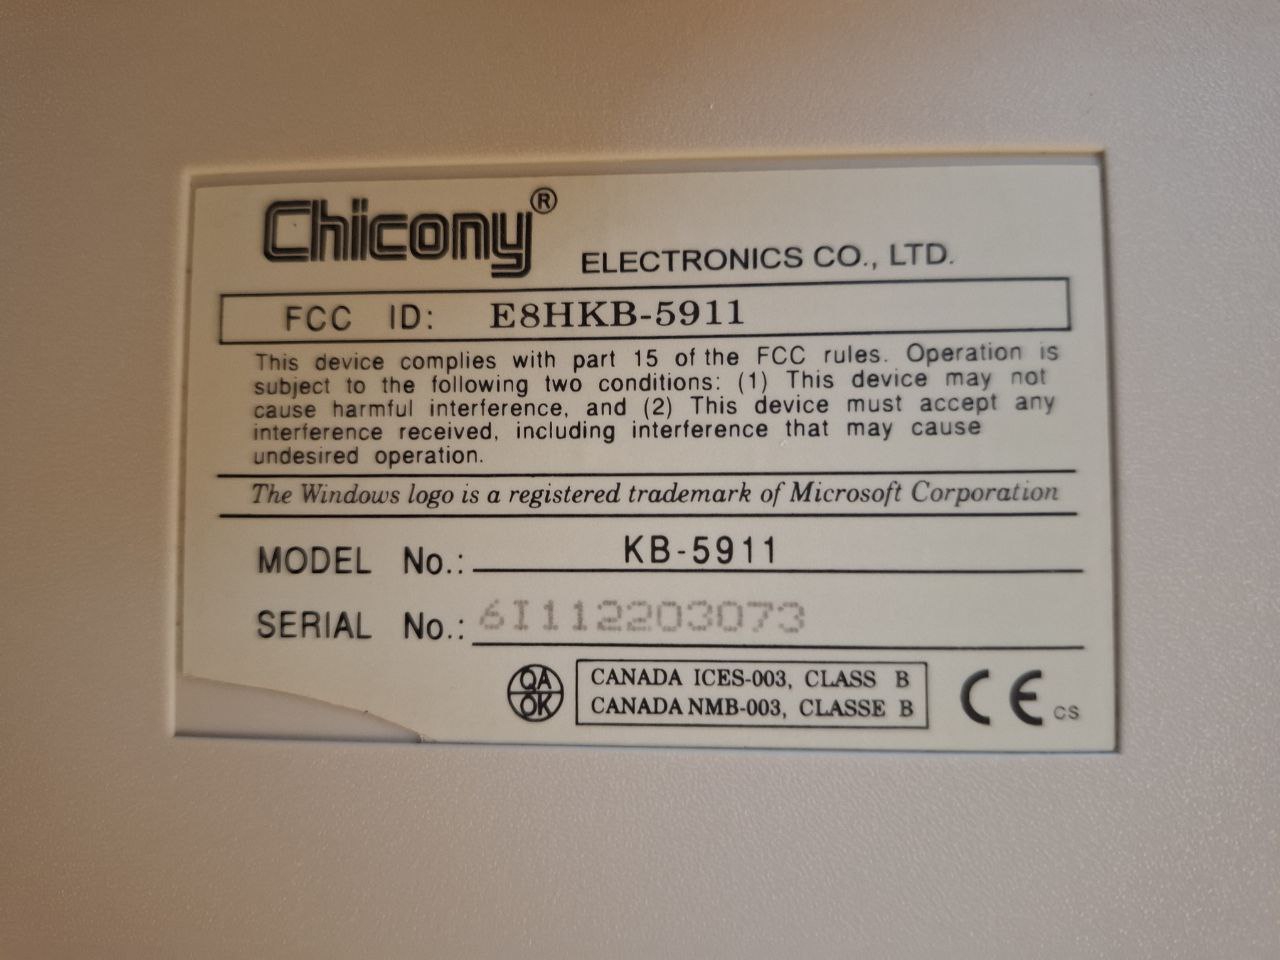 Chicony®
ELECTRONICS CO., LTD.
FCC ID: E8HKB-5911
This device complies with part 15 of the FCC rules. Operation is
subject to the following two conditions: (1) This device may not
cause harmful interference, and (2) This device must accept any
interference received, including interference that may cause
undesired operation.
The Windows logo is a registered trademark of Microsoft Corporation
MODEL No.: KB-5911
SERIAL No.: 6I112203073
QA
OK
CANADA ICES-003, CLASS B
CANADA NMB-003, CLASSE B
CE cs